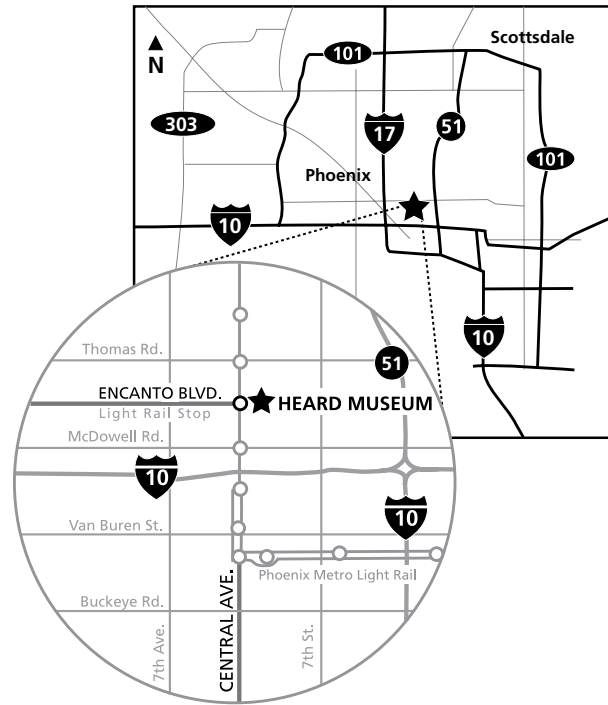 Scottsdale
N
101
303
17
51
101
Phoenix
10
10
Thomas Rd.
51
ENCANTO BLVD.
HEARD MUSEUM
Light Rail Stop
McDowell Rd.
10
10
Van Buren St.
Phoenix Metro Light Rail
Buckeye Rd.
7th Ave.
CENTRAL AVE.
7th St.